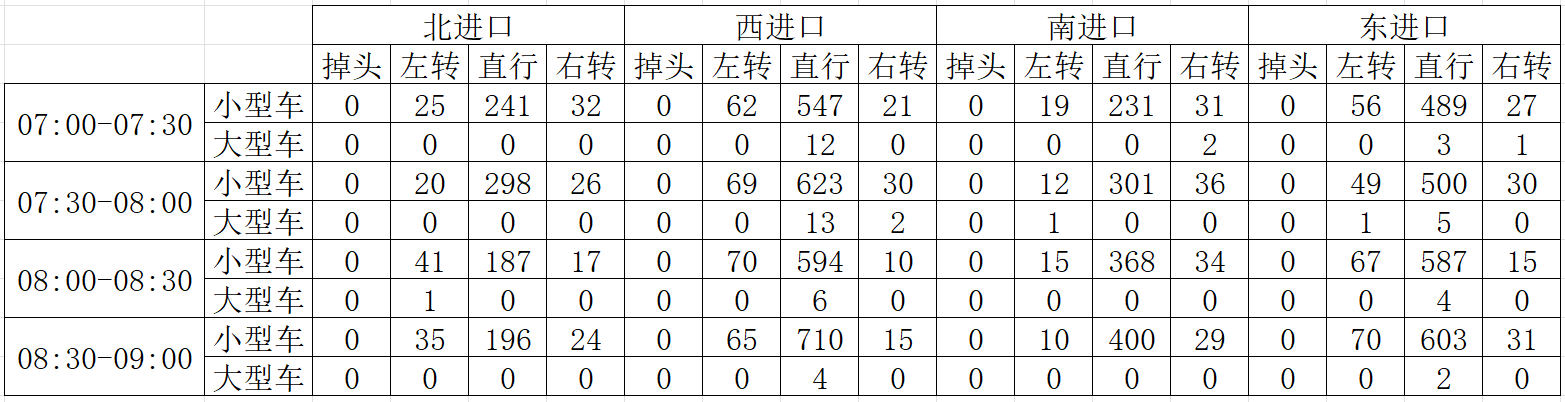 北进口 西进口 南进口 东进口
掉头 左转 直行 右转 掉头 左转 直行 右转 掉头 左转 直行 右转 掉头 左转 直行 右转
07:00-07:30 小型车 0 25 241 32 0 62 547 21 0 19 231 31 0 56 489 27
大型车 0 0 0 0 0 0 12 0 0 0 0 2 0 0 3 1
07:30-08:00 小型车 0 20 298 26 0 69 623 30 0 12 301 36 0 49 500 30
大型车 0 0 0 0 0 0 13 2 0 1 0 0 0 1 5 0
08:00-08:30 小型车 0 41 187 17 0 70 594 10 0 15 368 34 0 67 587 15
大型车 0 1 0 0 0 0 6 0 0 0 0 0 0 0 4 0
08:30-09:00 小型车 0 35 196 24 0 65 710 15 0 10 400 29 0 70 603 31
大型车 0 0 0 0 0 0 4 0 0 0 0 0 0 0 2 0